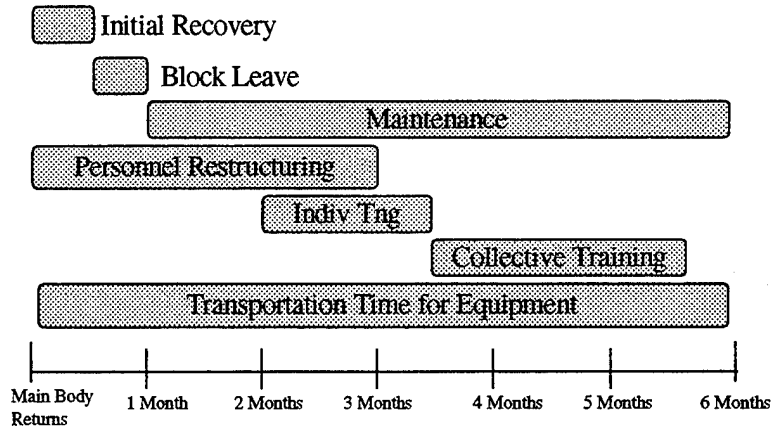 Initial Recovery
Block Leave
Maintenance
Personnel Restructuring
Indiv Tng
Collective Training
Transportation Time for Equipment
Main Body
Returns
1 Month
2 Months
3 Months
4 Months
5 Months
6 Months